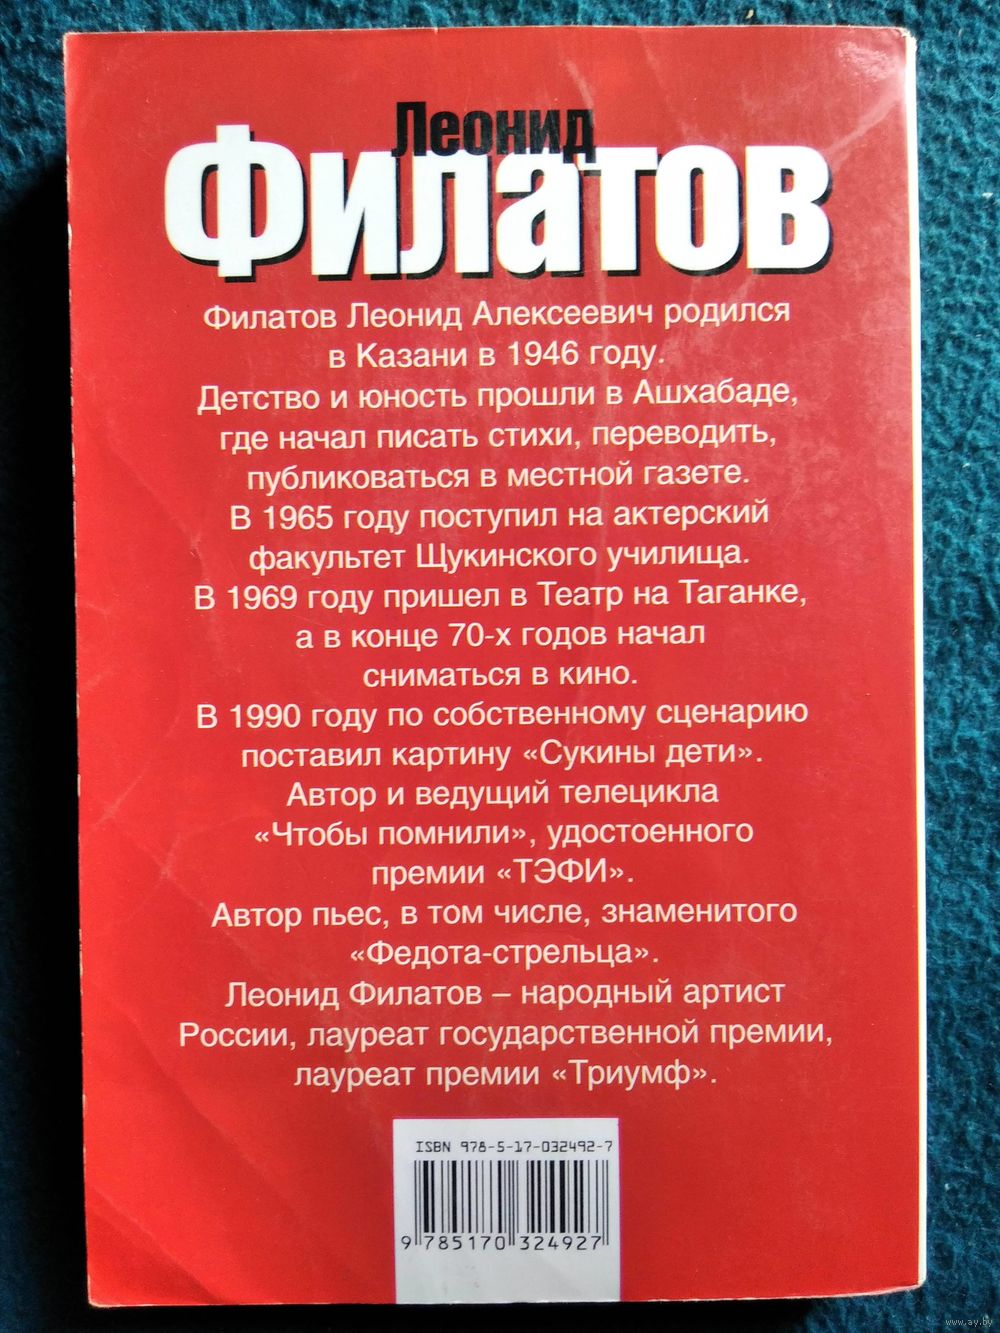 Леонид
Филатов
Филатов Леонид Алексеевич родился
в Казани в 1946 году.
Детство и юность прошли в Ашхабаде,
где начал писать стихи, переводить,
публиковаться в местной газете.
В 1965 году поступил на актерский
факультет Щукинского училища.
В 1969 году пришел в Театр на Таганке,
а в конце 70-х годов начал
сниматься в кино.
В 1990 году по собственному сценарию
поставил картину «Сукины дети».
Автор и ведущий телецикла
«Чтобы помнили», удостоенного
премии «ТЭФИ».
Автор пьес, в том числе, знаменитого
«Федота-стрельца».
Леонид Филатов – народный артист
России, лауреат государственной премии,
лауреат премии «Триумф».
ISBN 978-5-17-032492-7
9 785170 324927
www.ay.by